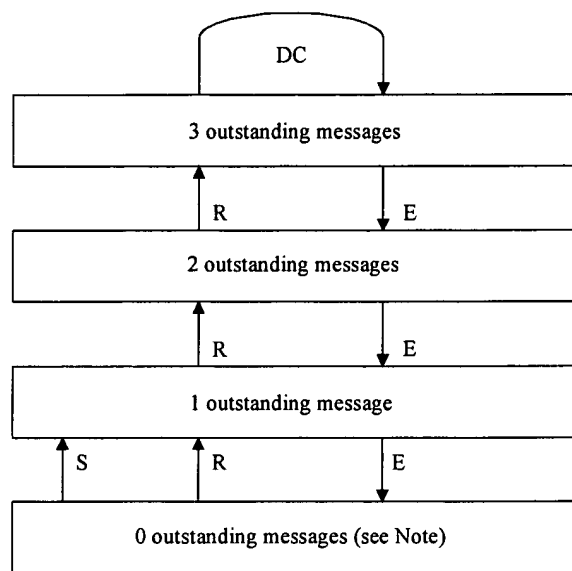 DC
3 outstanding messages
R E
2 outstanding messages
R E
1 outstanding message
S R E
0 outstanding messages (see Note)